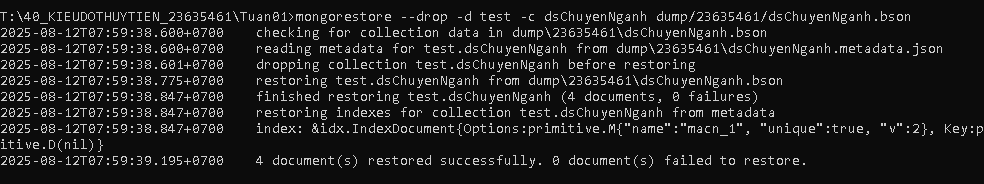 T:\40_KIEUDOTHUYTIEN_23635461\Tuan01>mongorestore --drop -d test -c dsChuyenNganh dump/23635461/dsChuyenNganh.bson
2025-08-12T07:59:38.600+0700 checking for collection data in dump\23635461\dsChuyenNganh.bson
2025-08-12T07:59:38.600+0700 reading metadata for test.dsChuyenNganh from dump\23635461\dsChuyenNganh.metadata.json
2025-08-12T07:59:38.601+0700 dropping collection test.dsChuyenNganh before restoring
2025-08-12T07:59:38.775+0700 restoring test.dsChuyenNganh from dump\23635461\dsChuyenNganh.bson
2025-08-12T07:59:38.847+0700 finished restoring test.dsChuyenNganh (4 documents, 0 failures)
2025-08-12T07:59:38.847+0700 restoring indexes for collection test.dsChuyenNganh from metadata
2025-08-12T07:59:38.847+0700 index: &idx.IndexDocument{Options:primitive.M{"name":"macn_1", "unique":true, "v":2}, Key:p
itive.D(nil)}
2025-08-12T07:59:39.195+0700 4 document(s) restored successfully. 0 document(s) failed to restore.